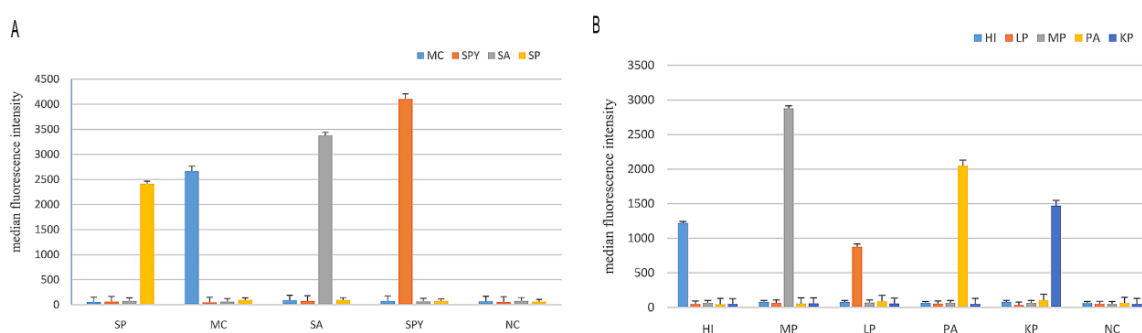 A
MC SPY SA SP
median fluorescence intensity
4500
4000
3500
3000
2500
2000
1500
1000
500
0
SP MC SA SPY NC
B
HI LP MP PA KP
median fluorescence intensity
3500
3000
2500
2000
1500
1000
500
0
HI MP LP PA KP NC